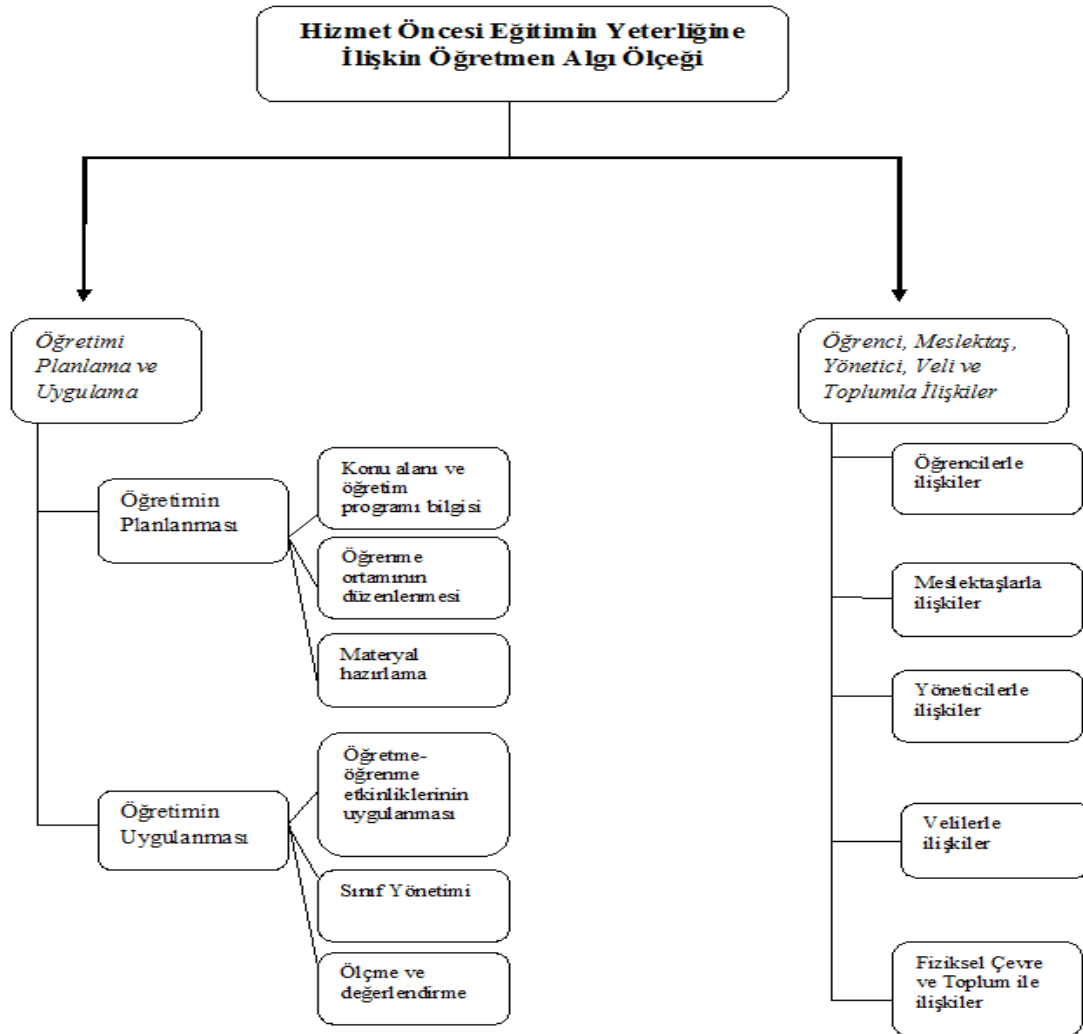 Hizmet Öncesi Eğitimin Yeterliğine
İlişkin Öğretmen Algı Ölçeği
Öğretimi
Planlama ve
Uygulama
Öğretimin
Planlanması
Konu alanı ve
öğretim
programı bilgisi
Öğrenme
ortamının
düzenlenmesi
Materyal
hazırlama
Öğretimin
Uygulanması
Öğretme-
öğrenme
etkinliklerinin
uygulanması
Sınıf Yönetimi
Ölçme ve
değerlendirme
Öğrenci, Meslektaş,
Yönetici, Veli ve
Toplumla İlişkiler
Öğrencilerle
ilişkiler
Meslektaşlarla
ilişkiler
Yöneticilerle
ilişkiler
Velilerle
ilişkiler
Fiziksel Çevre
ve Toplum ile
ilişkiler